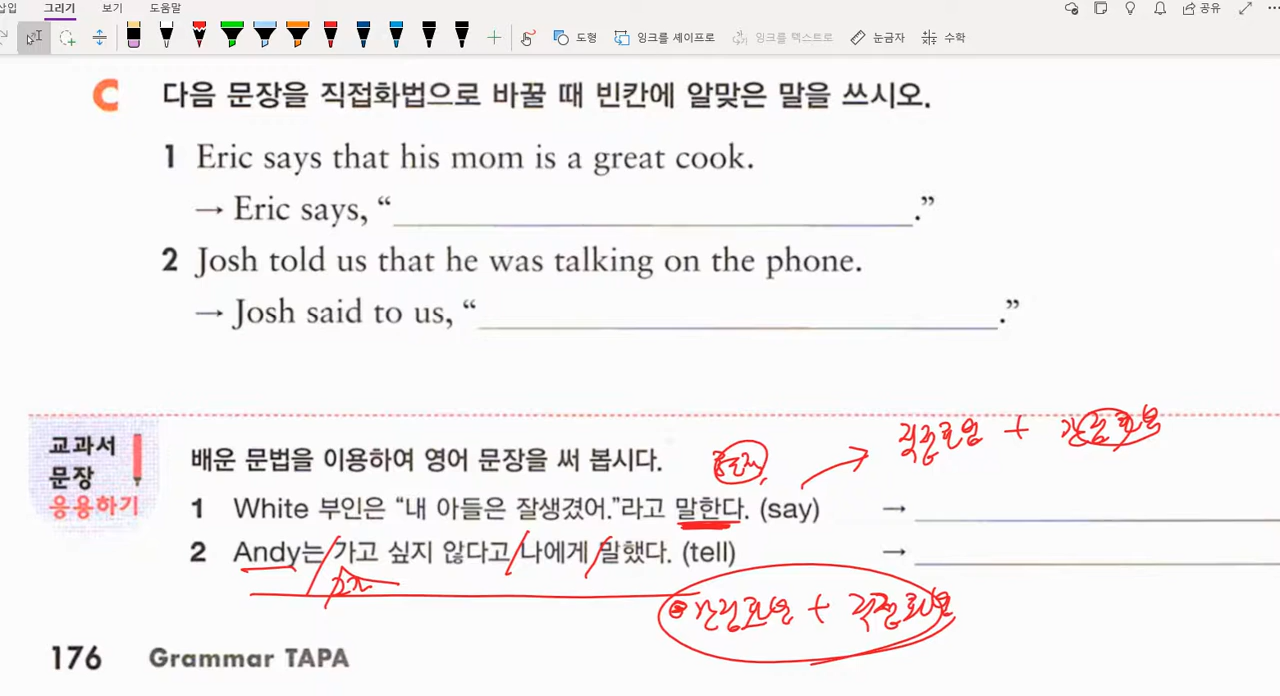 삽입 그리기 보기 도움말 공유
도형 잉크를 셰이프로 잉크를 텍스트로 눈금자 수학
C 다음 문장을 직접화법으로 바꿀 때 빈칸에 알맞은 말을 쓰시오.
1 Eric says that his mom is a great cook.
→ Eric says, “ .”
2 Josh told us that he was talking on the phone.
→ Josh said to us, “ .”
교과서
문장
응용하기
배운 문법을 이용하여 영어 문장을 써 봅시다.
1 White 부인은 “내 아들은 잘생겼어.”라고 말한다. (say) →
2 Andy는 가고 싶지 않다고 나에게 말했다. (tell) →
176 Grammar TAPA